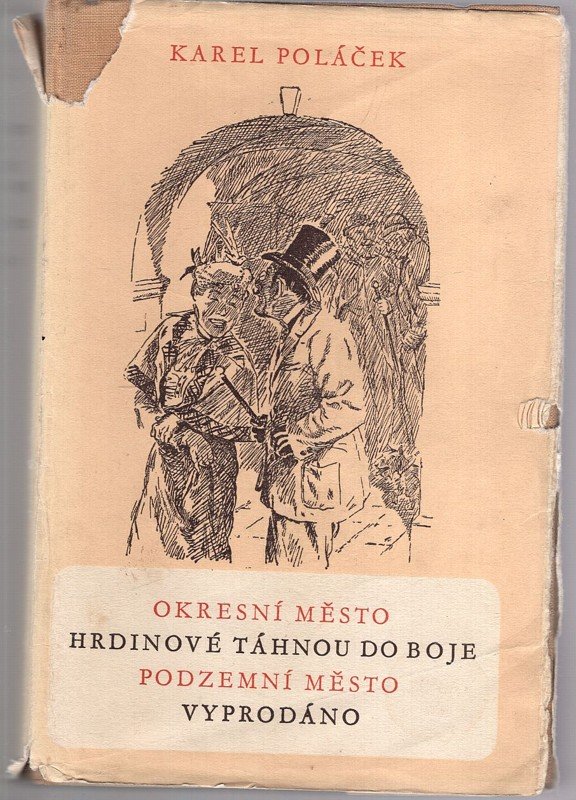 KAREL POLÁČEK
OKRESNÍ MĚSTO
HRDINOVÉ TÁHNOU DO BOJE
PODZEMNÍ MĚSTO
VYPRODÁNO